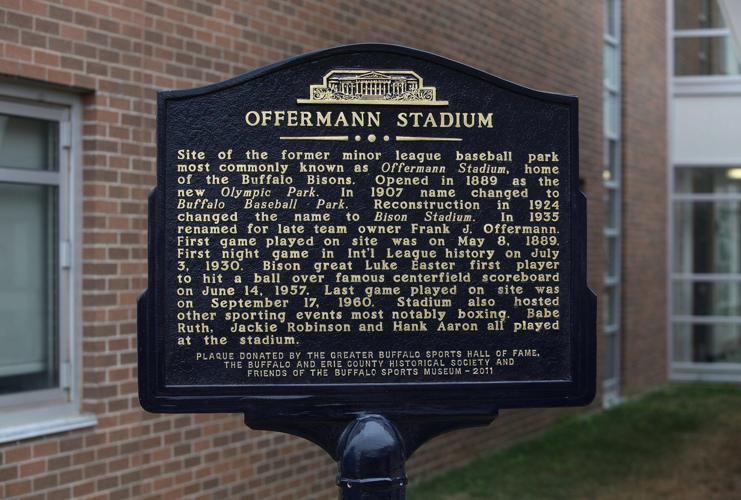 OFFERMANN STADIUM
Site of the former minor league baseball park
most commonly known as Offermann Stadium, home
of the Buffalo Bisons. Opened in 1889 as the
new Olympic Park. In 1907 name changed to
Buffalo Baseball Park. Reconstruction in 1924
changed the name to Bison Stadium. In 1935
renamed for late team owner Frank J. Offermann.
First game played on site was on May 8, 1889.
First night game in Int'l League history on July
3, 1930. Bison great Luke Easter first player
to hit a ball over famous centerfield scoreboard
on June 14, 1957. Last game played on site was
on September 17, 1960. Stadium also hosted
other sporting events most notably boxing. Babe
Ruth, Jackie Robinson and Hank Aaron all played
at the stadium.
PLAQUE DONATED BY THE GREATER BUFFALO SPORTS HALL OF FAME,
THE BUFFALO AND ERIE COUNTY HISTORICAL SOCIETY AND
FRIENDS OF THE BUFFALO SPORTS MUSEUM - 2011